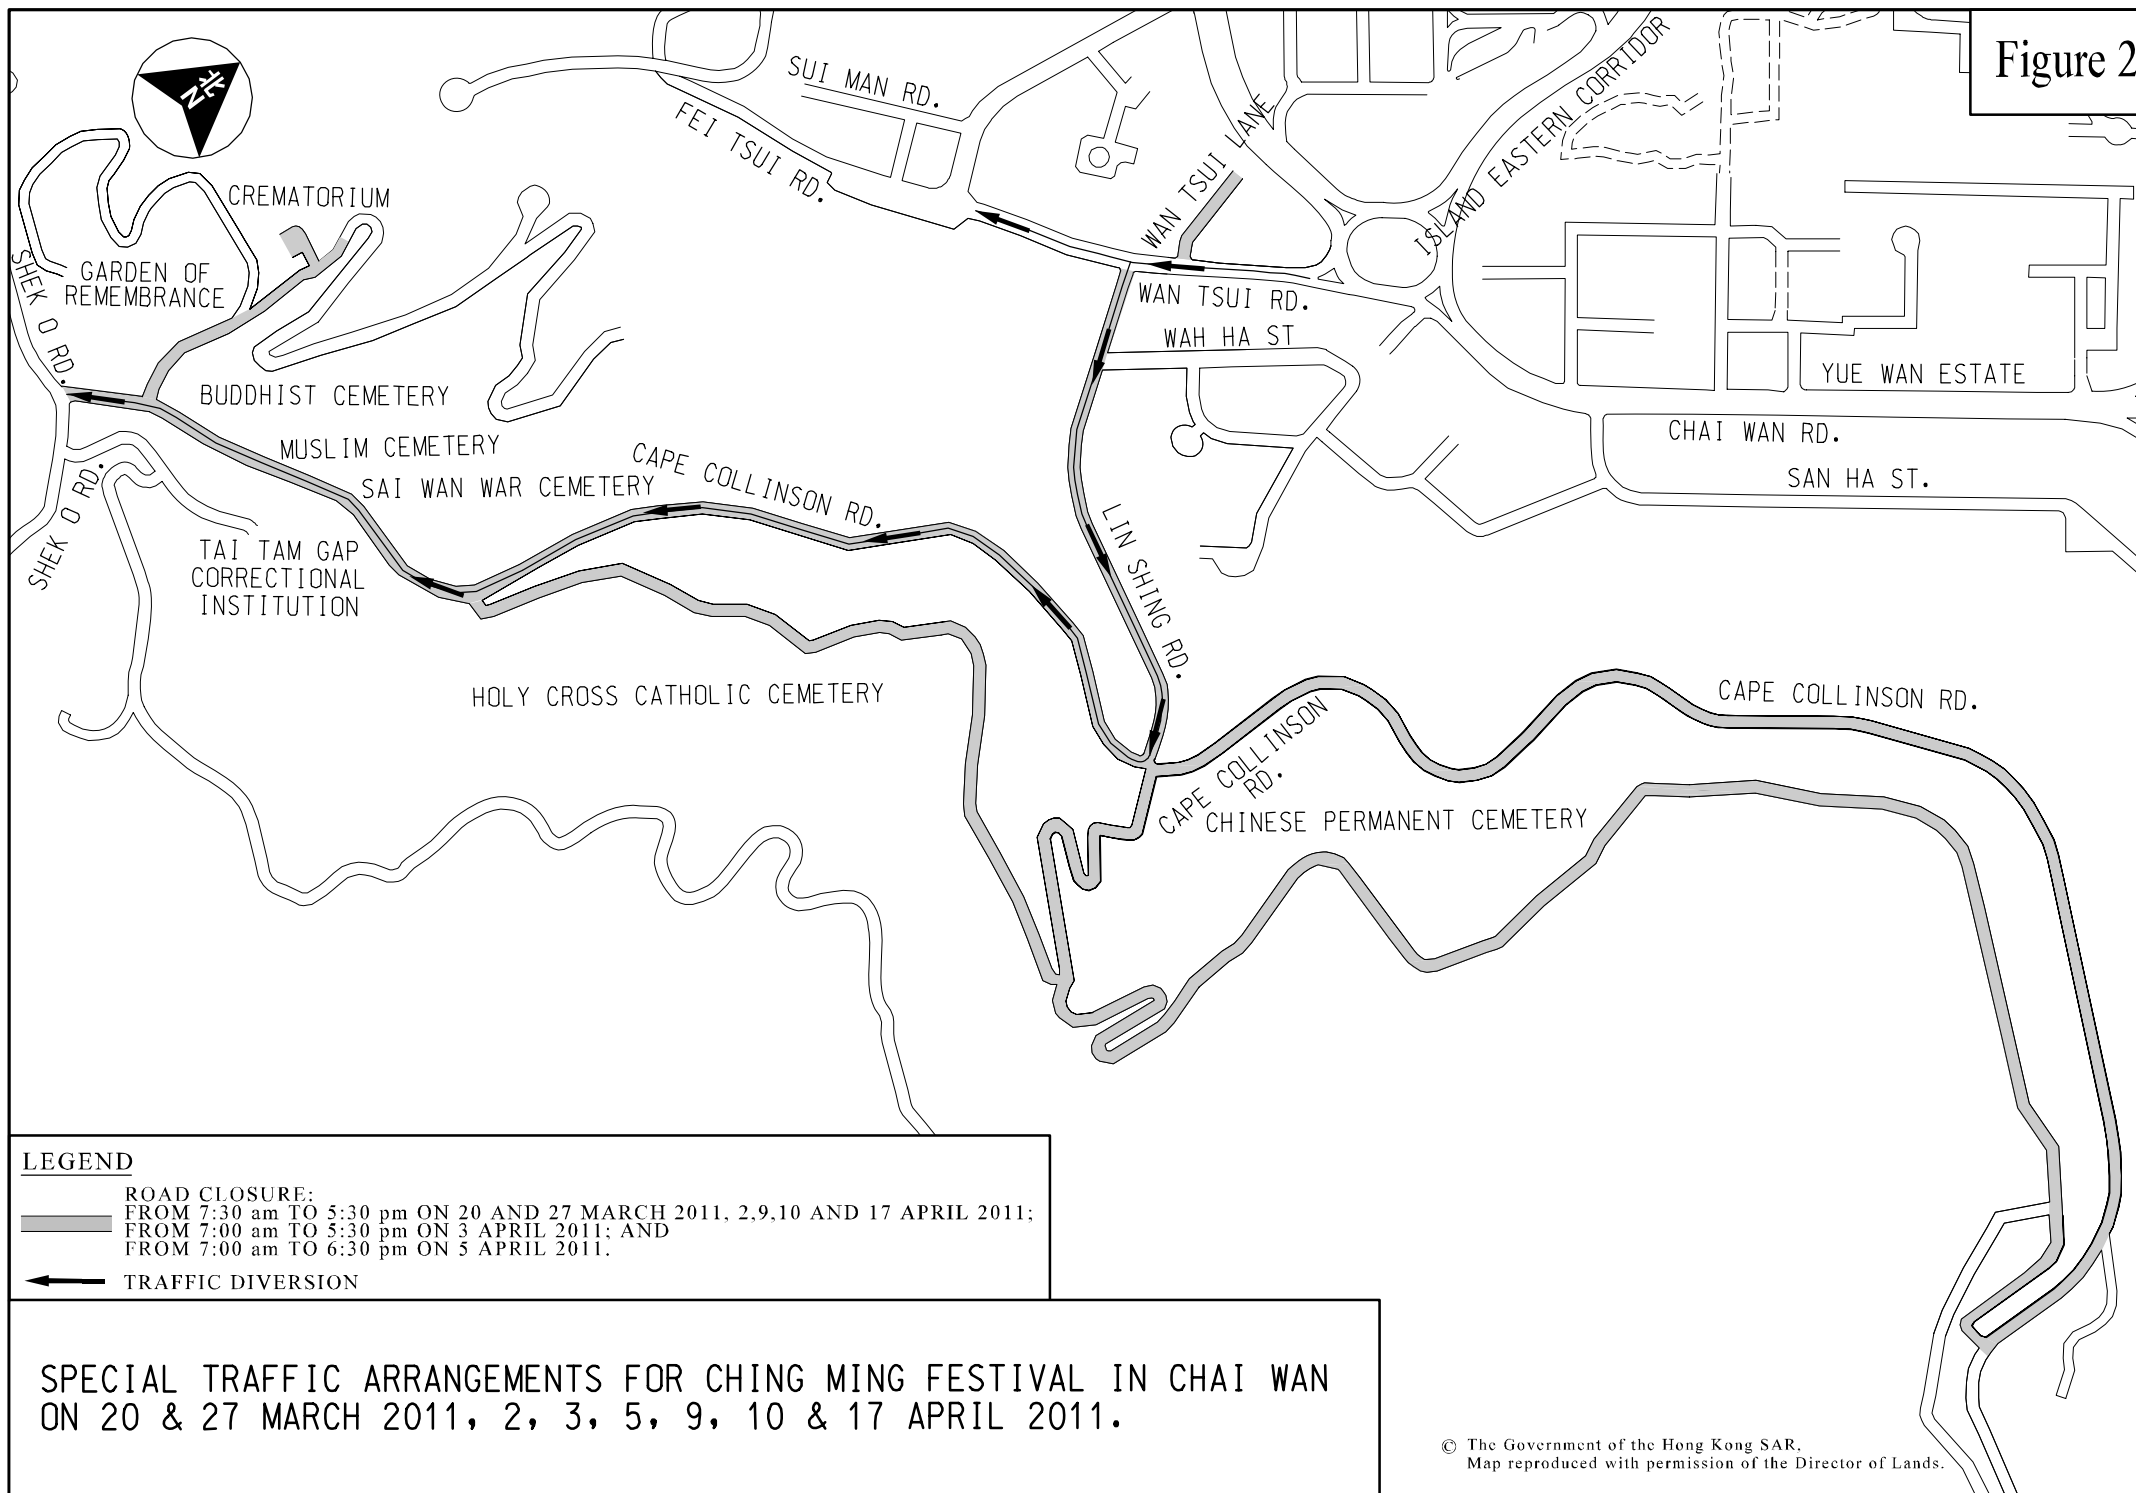 Figure 2
北
N
SUI MAN RD.
FEI TSUI RD.
WAN TSUI LANE
ISLAND EASTERN CORRIDOR
CREMATORIUM
SHEK O RD.
GARDEN OF
REMEMBRANCE
WAN TSUI RD.
WAH HA ST
YUE WAN ESTATE
BUDDHIST CEMETERY
CHAI WAN RD.
MUSLIM CEMETERY
SAN HA ST.
SAI WAN WAR CEMETERY
CAPE COLLINSON RD.
SHEK O RD.
LIN SHING RD.
TAI TAM GAP
CORRECTIONAL
INSTITUTION
HOLY CROSS CATHOLIC CEMETERY
CAPE COLLINSON RD.
CAPE COLLINSON
RD.
CHINESE PERMANENT CEMETERY
LEGEND
ROAD CLOSURE:
FROM 7:30 am TO 5:30 pm ON 20 AND 27 MARCH 2011, 2,9,10 AND 17 APRIL 2011;
FROM 7:00 am TO 5:30 pm ON 3 APRIL 2011; AND
FROM 7:00 am TO 6:30 pm ON 5 APRIL 2011.
TRAFFIC DIVERSION
SPECIAL TRAFFIC ARRANGEMENTS FOR CHING MING FESTIVAL IN CHAI WAN
ON 20 & 27 MARCH 2011, 2, 3, 5, 9, 10 & 17 APRIL 2011.
© The Government of the Hong Kong SAR,
Map reproduced with permission of the Director of Lands.